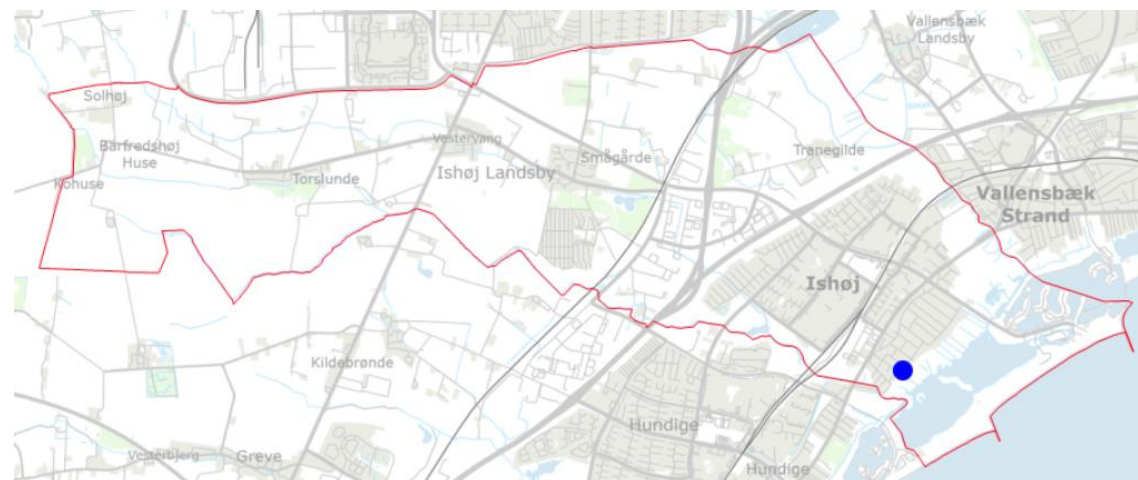 Vallensbæk
Landsby
Solhøj
Barfredshøj
Huse
Vestervang
Smågårde
Tranegilde
Ishøj Landsby
Torslunde
Kohuse
Vallensbæk
Strand
Ishøj
Kildebrønde
Hundige
Vesterbjerg
Greve
Hundige